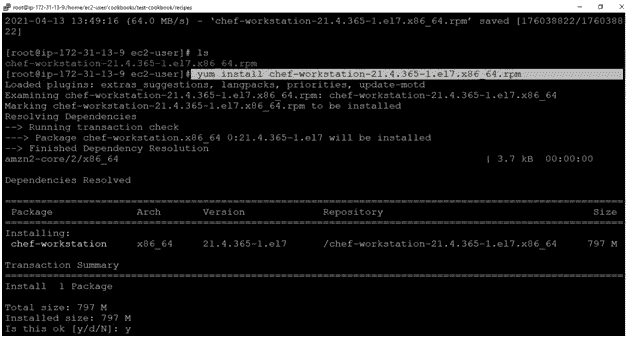 root@ip-172-31-13-9/home/ec2-user/cookbooks/test-cookbook/recipes
2021-04-13 13:49:16 (64.0 MB/s) - ‘chef-workstation-21.4.365-1.el7.x86_64.rpm’ saved [176038822/176038822]
[root@ip-172-31-13-9 ec2-user]# ls
chef-workstation-21.4.365-1.el7.x86_64.rpm
[root@ip-172-31-13-9 ec2-user]# yum install chef-workstation-21.4.365-1.el7.x86_64.rpm
Loaded plugins: extras_suggestions, langpacks, priorities, update-motd
Examining chef-workstation-21.4.365-1.el7.x86_64.rpm: chef-workstation-21.4.365-1.el7.x86_64
Marking chef-workstation-21.4.365-1.el7.x86_64.rpm to be installed
Resolving Dependencies
--> Running transaction check
---> Package chef-workstation.x86_64 0:21.4.365-1.el7 will be installed
--> Finished Dependency Resolution
amzn2-core/2/x86_64 | 3.7 kB 00:00:00
Dependencies Resolved
Package Arch Version Repository Size
Installing:
chef-workstation x86_64 21.4.365-1.el7 /chef-workstation-21.4.365-1.el7.x86_64 797 M
Transaction Summary
Install 1 Package
Total size: 797 M
Installed size: 797 M
Is this ok [y/d/N]: y